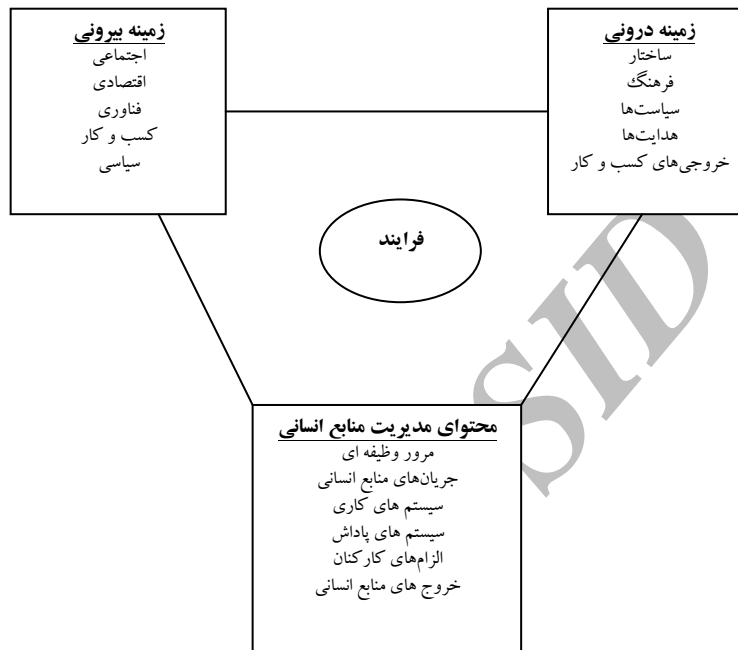 زمینه درونی
ساختار
فرهنگ
سیاست‌ها
هدایت‌ها
خروجی‌های کسب و کار
زمینه بیرونی
اجتماعی
اقتصادی
فناوری
کسب و کار
سیاسی
فرایند
محتوای مدیریت منابع انسانی
مرور وظیفه ای
جریان‌های منابع انسانی
سیستم های کاری
سیستم های پاداش
الزام‌های کارکنان
خروج های منابع انسانی
SID